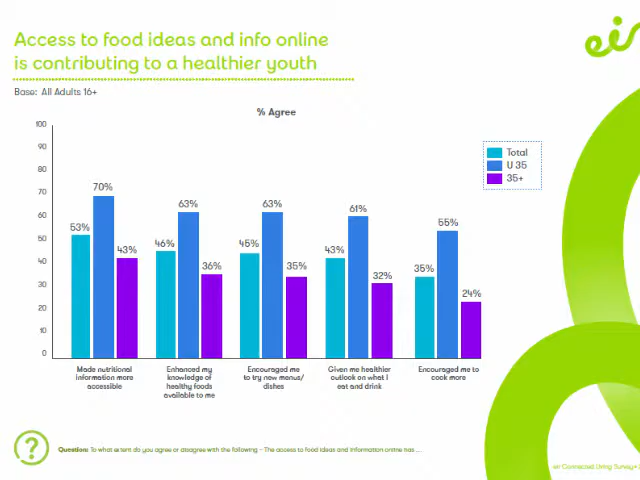 Access to food ideas and info online
is contributing to a healthier youth
eir
Base: All Adults 16+
% Agree
100
90
80
70
60
50
40
30
20
10
0
Total
U 35
35+
53%
70%
43%
46%
63%
36%
45%
63%
35%
43%
61%
32%
35%
55%
24%
Made nutritional
information more
accessible
Enhanced my
knowledge of
healthy foods
available to me
Encouraged me
to try new menus/
dishes
Given me healthier
outlook on what I
eat and drink
Encouraged me to
cook more
?
Question: To what extent do you agree or disagree with the following – The access to food ideas and information online has ...
eir Connected Living Survey•